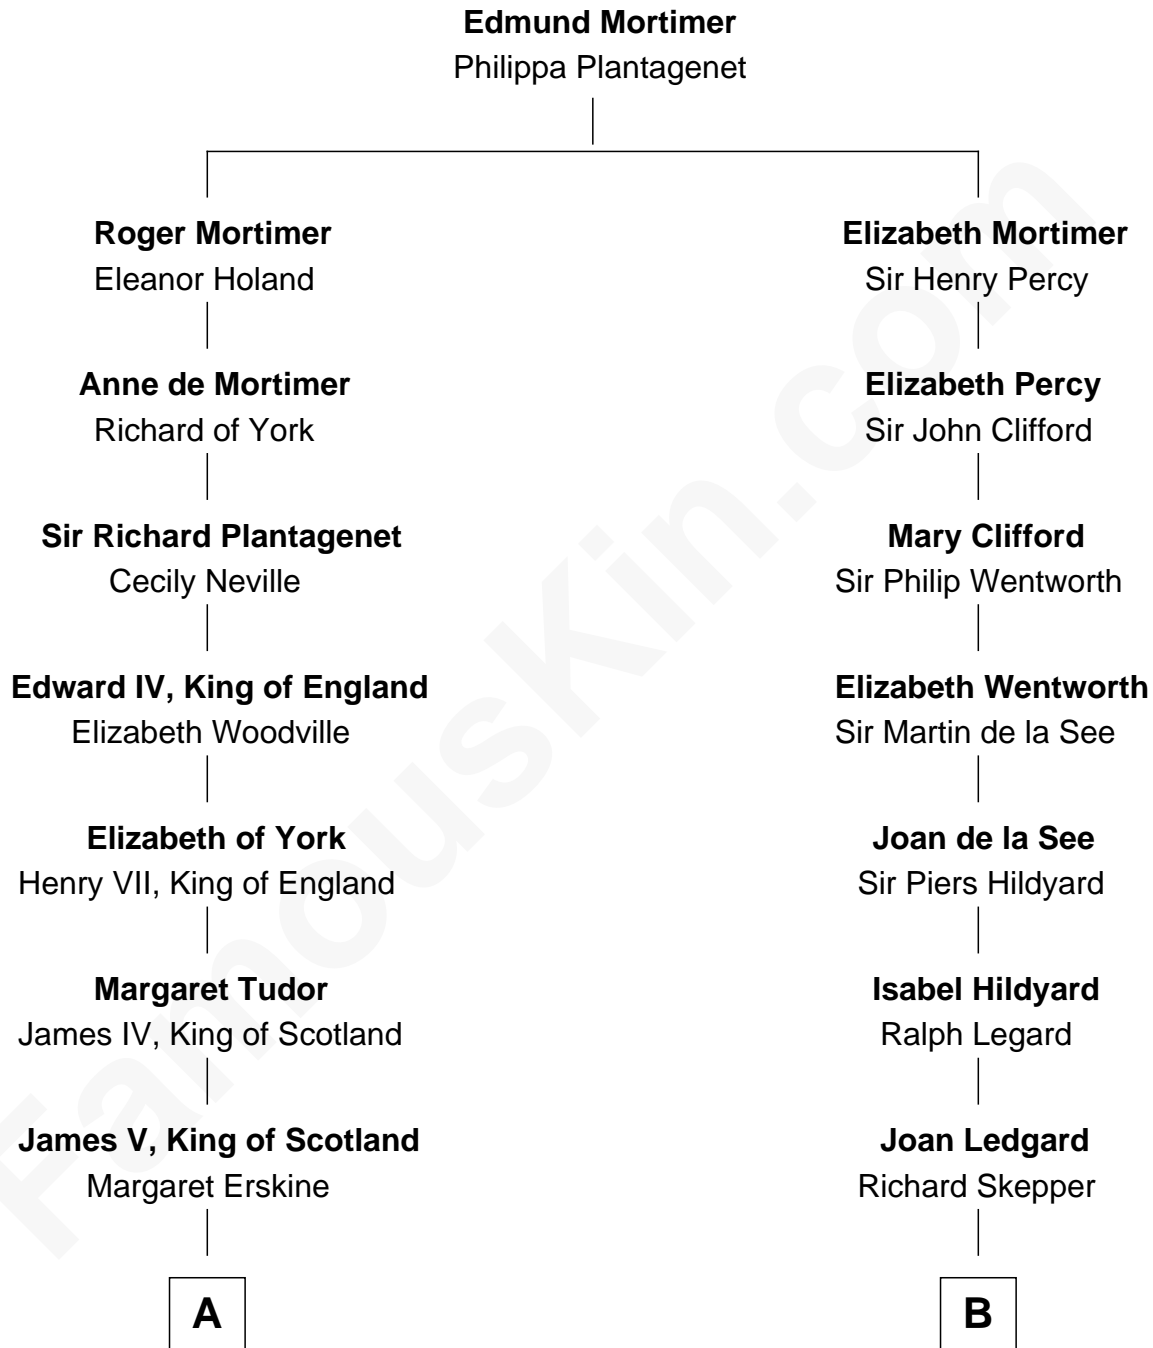 Edmund Mortimer
Philippa Plantagenet
Roger Mortimer
Eleanor Holand
Anne de Mortimer
Richard of York
Sir Richard Plantagenet
Cecily Neville
Edward IV, King of England
Elizabeth Woodville
Elizabeth of York
Henry VII, King of England
Margaret Tudor
James IV, King of Scotland
James V, King of Scotland
Margaret Erskine
A
Elizabeth Mortimer
Sir Henry Percy
Elizabeth Percy
Sir John Clifford
Mary Clifford
Sir Philip Wentworth
Elizabeth Wentworth
Sir Martin de la See
Joan de la See
Sir Piers Hildyard
Isabel Hildyard
Ralph Legard
Joan Ledgard
Richard Skepper
B
FamousKin.com